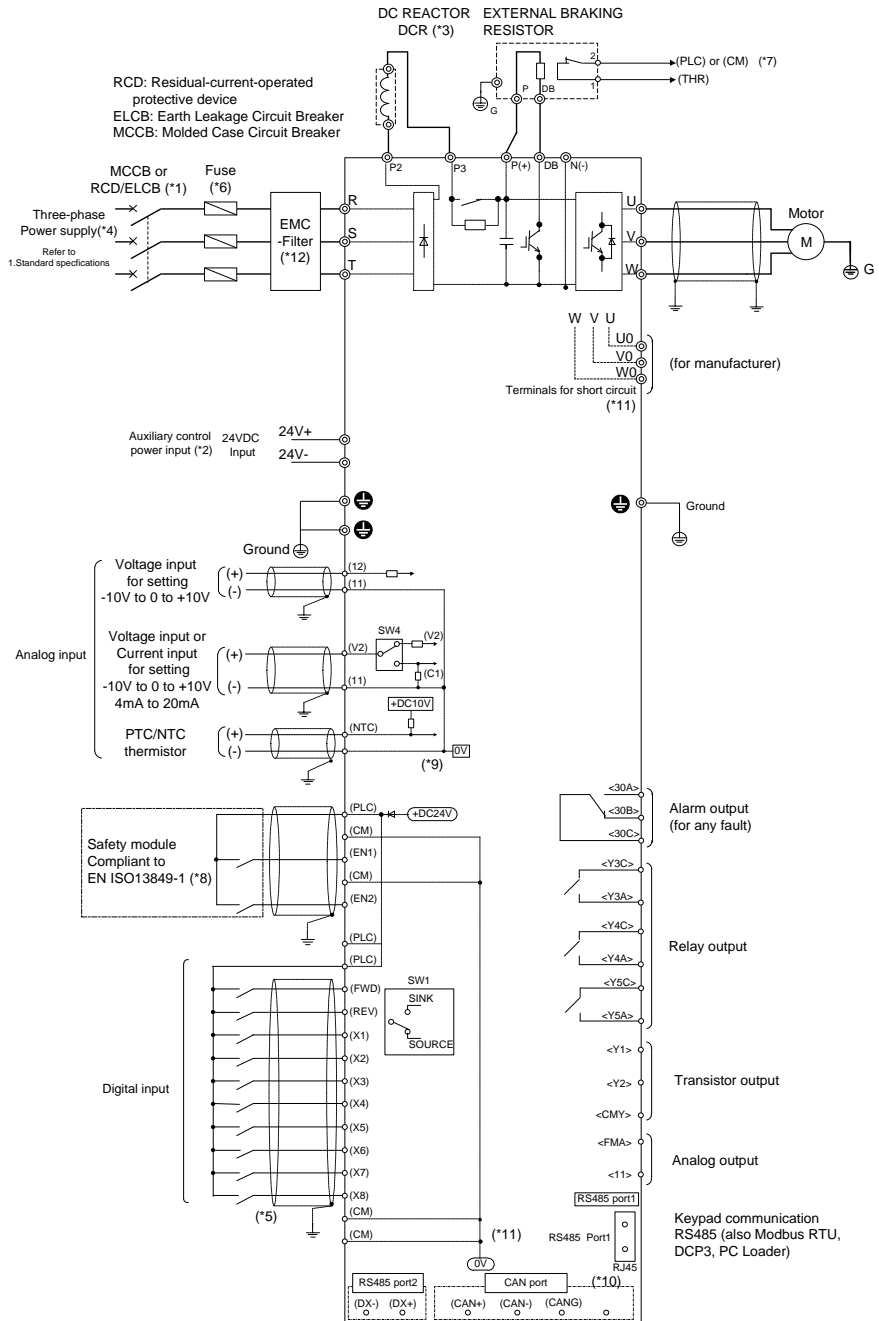 DC REACTOR
DCR (*3)
EXTERNAL BRAKING
RESISTOR
2
(PLC) or (CM) (*7)
1
(THR)
P
DB
G
RCD: Residual-current-operated
protective device
ELCB: Earth Leakage Circuit Breaker
MCCB: Molded Case Circuit Breaker
P2
P3
P(+)
DB
N(-)
MCCB or
RCD/ELCB (*1)
Fuse
(*6)
Three-phase
Power supply(*4)
Refer to
1.Standard specfications
EMC
-Filter
(*12)
R
S
T
U
V
W
Motor
M
G
W V U
U0
V0
W0
(for manufacturer)
Terminals for short circuit
(*11)
Auxiliary control
power input (*2)
24VDC
Input
24V+
24V-
Ground
Ground
Analog input
Voltage input
for setting
-10V to 0 to +10V
(+)
(-)
(12)
(11)
Voltage input or
Current input
for setting
-10V to 0 to +10V
4mA to 20mA
(+)
(-)
(V2)
(11)
SW4
(V2)
(C1)
+DC10V
PTC/NTC
thermistor
(+)
(-)
(NTC)
0V
(*9)
Safety module
Compliant to
EN ISO13849-1 (*8)
(PLC)
+DC24V
(CM)
(EN1)
(CM)
(EN2)
(PLC)
(PLC)
Digital input
(FWD)
(REV)
(X1)
(X2)
(X3)
(X4)
(X5)
(X6)
(X7)
(X8)
(CM)
(CM)
(*5)
SW1
SINK
SOURCE
(*11)
0V
<30A>
<30B>
<30C>
Alarm output
(for any fault)
<Y3C>
<Y3A>
<Y4C>
<Y4A>
<Y5C>
<Y5A>
Relay output
<Y1>
<Y2>
<CMY>
Transistor output
<FMA>
<11>
Analog output
RS485 port1
RS485 Port1
RJ45
Keypad communication
RS485 (also Modbus RTU,
DCP3, PC Loader)
RS485 port2
(DX-) (DX+)
CAN port
(*10)
(CAN+) (CAN-) (CANG)